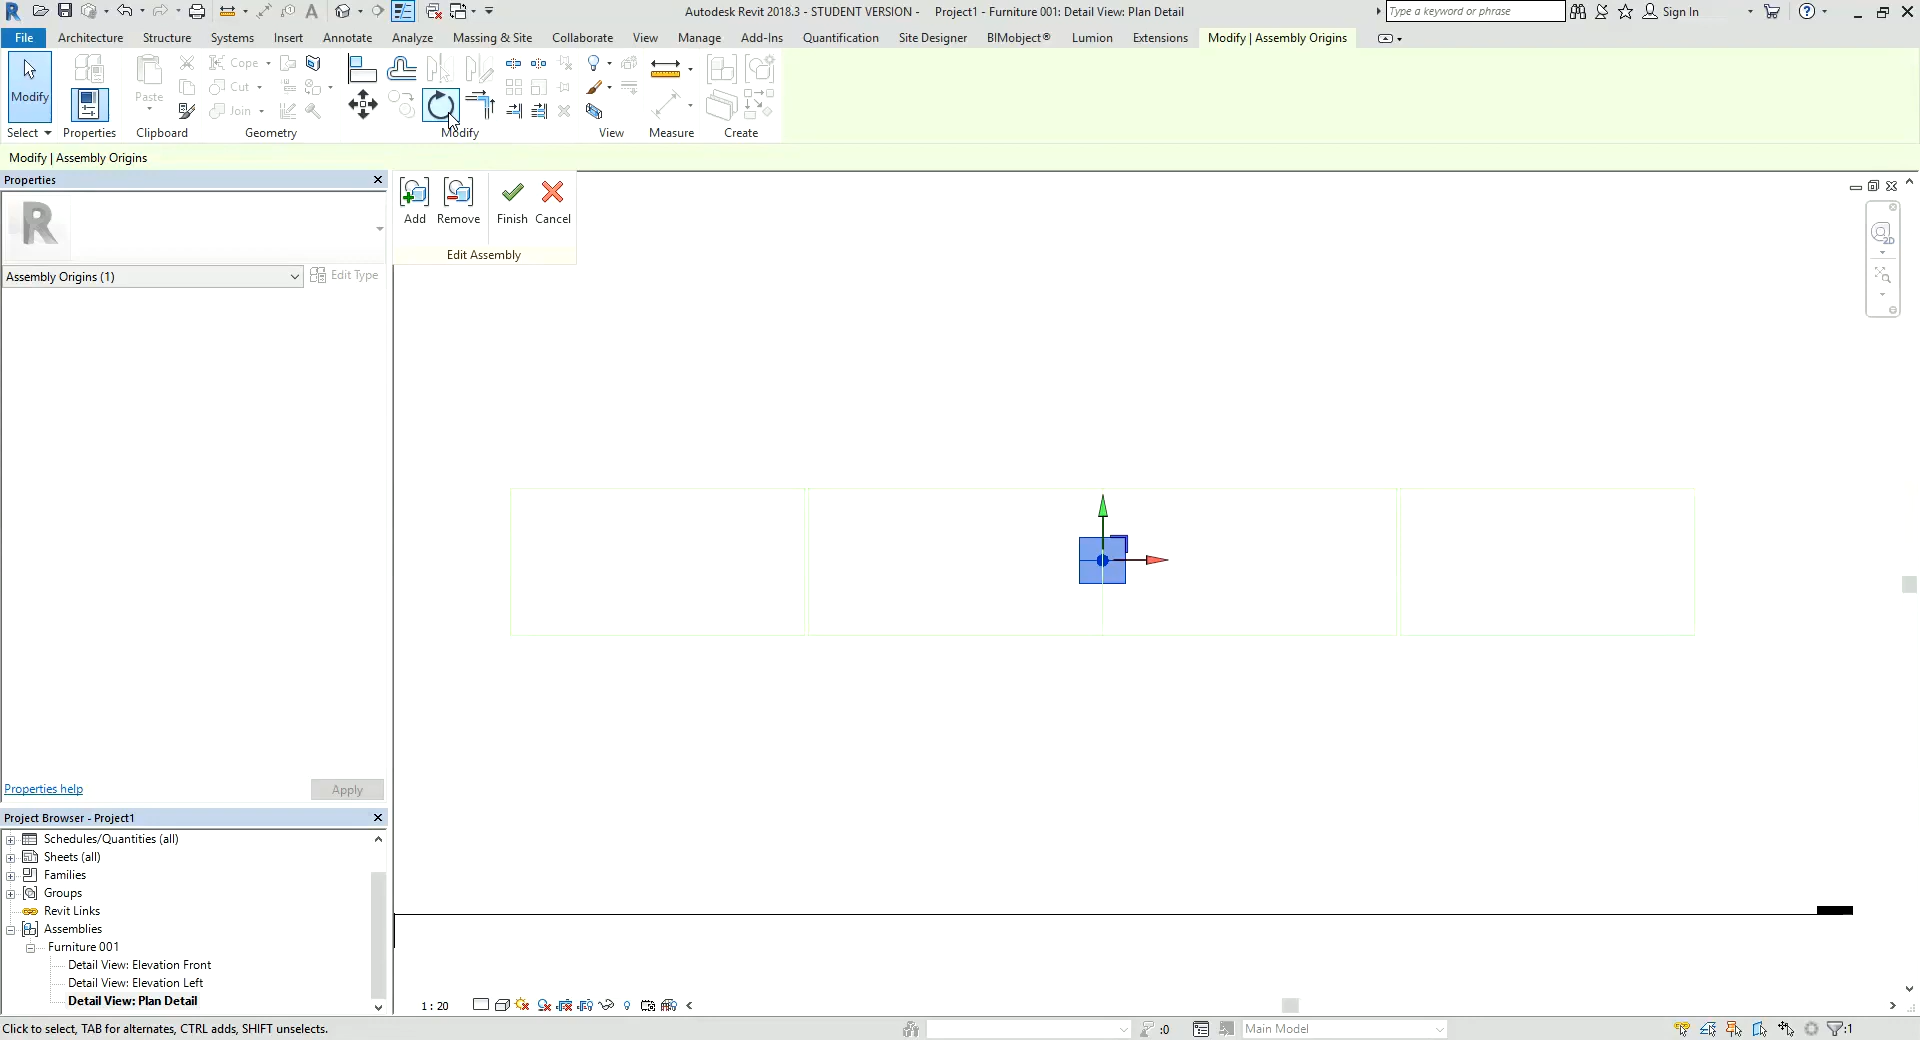 Autodesk Revit 2018.3 - STUDENT VERSION - Project1 - Furniture 001: Detail View: Plan Detail
Type a keyword or phrase
Sign In
File Architecture Structure Systems Insert Annotate Analyze Massing & Site Collaborate View Manage Add-Ins Quantification Site Designer BIMobject® Lumion Extensions Modify | Assembly Origins
Modify
Paste
Cope
Cut
Join
Select Properties Clipboard Geometry Modify View Measure Create
Modify | Assembly Origins
Properties
R
Assembly Origins (1)
Edit Type
Add Remove Finish Cancel
Edit Assembly
2D
Properties help
Apply
Project Browser - Project1
Schedules/Quantities (all)
Sheets (all)
Families
Groups
Revit Links
Assemblies
Furniture 001
Detail View: Elevation Front
Detail View: Elevation Left
Detail View: Plan Detail
1 : 20
Click to select, TAB for alternates, CTRL adds, SHIFT unselects.
:0
Main Model
:1